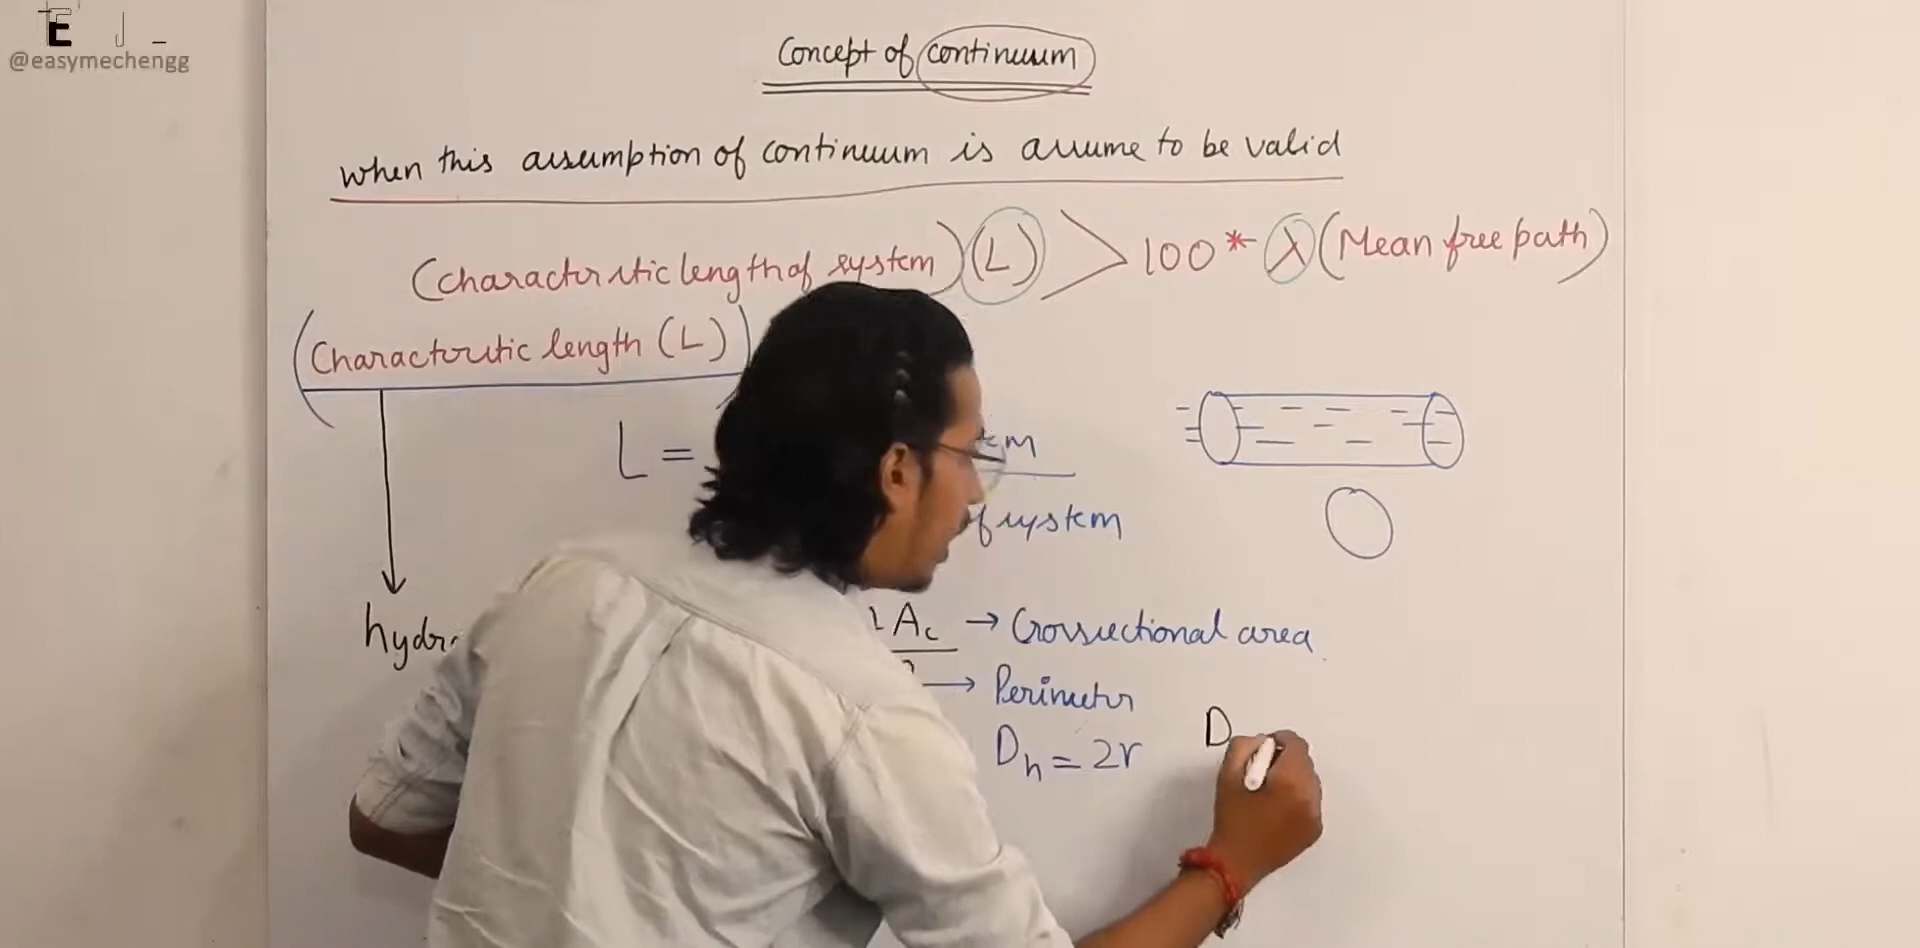 E J _
@easymechengg
Concept of continuum
when this assumption of continuum is assume to be valid
(characteristic length of system) (L) > 100 * λ (Mean free path)
(Characteristic length (L))
L =
of system
hydr
Ac → Crossectional area
→ Perimeter
Dh = 2r
D